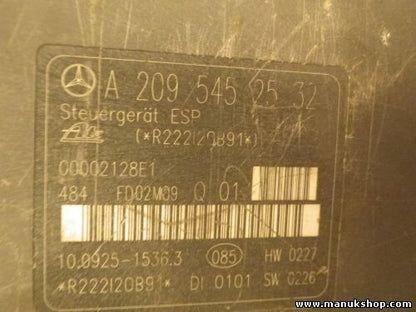 A 209 545 25 32
Steuergerät ESP
Ate (*R222I20B91*)
00002128E1
484 FD02M09 Q 01
10.0925-1536.3 085 HW 0227
*R222I20B91* DI 0101 SW 0226
www.manukshop.com